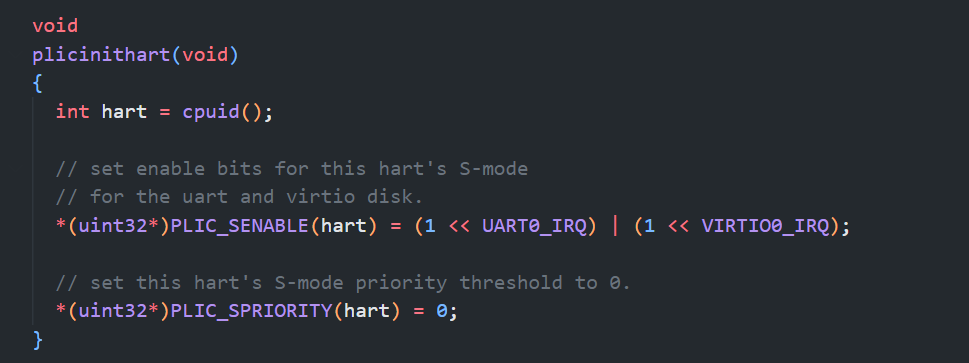 void
plicinithart(void)
{
int hart = cpuid();
// set enable bits for this hart's S-mode
// for the uart and virtio disk.
*(uint32*)PLIC_SENABLE(hart) = (1 << UART0_IRQ) | (1 << VIRTIO0_IRQ);
// set this hart's S-mode priority threshold to 0.
*(uint32*)PLIC_SPRIORITY(hart) = 0;
}